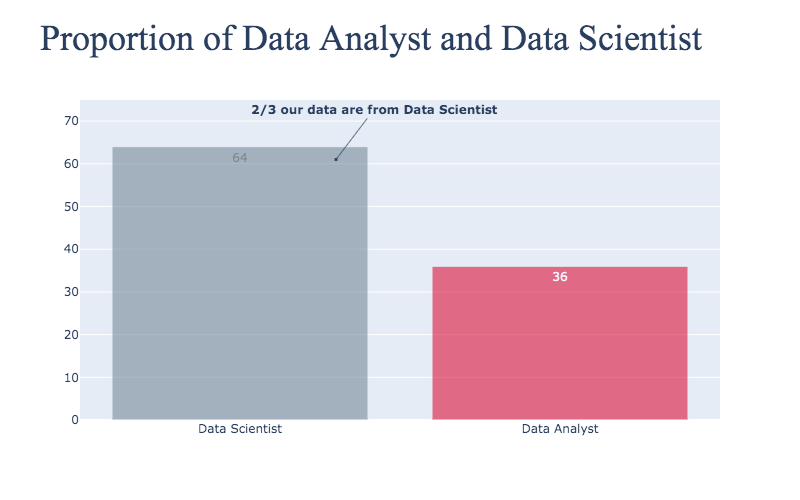 Proportion of Data Analyst and Data Scientist
2/3 our data are from Data Scientist
70
60
50
40
30
20
10
0
64
36
Data Scientist
Data Analyst